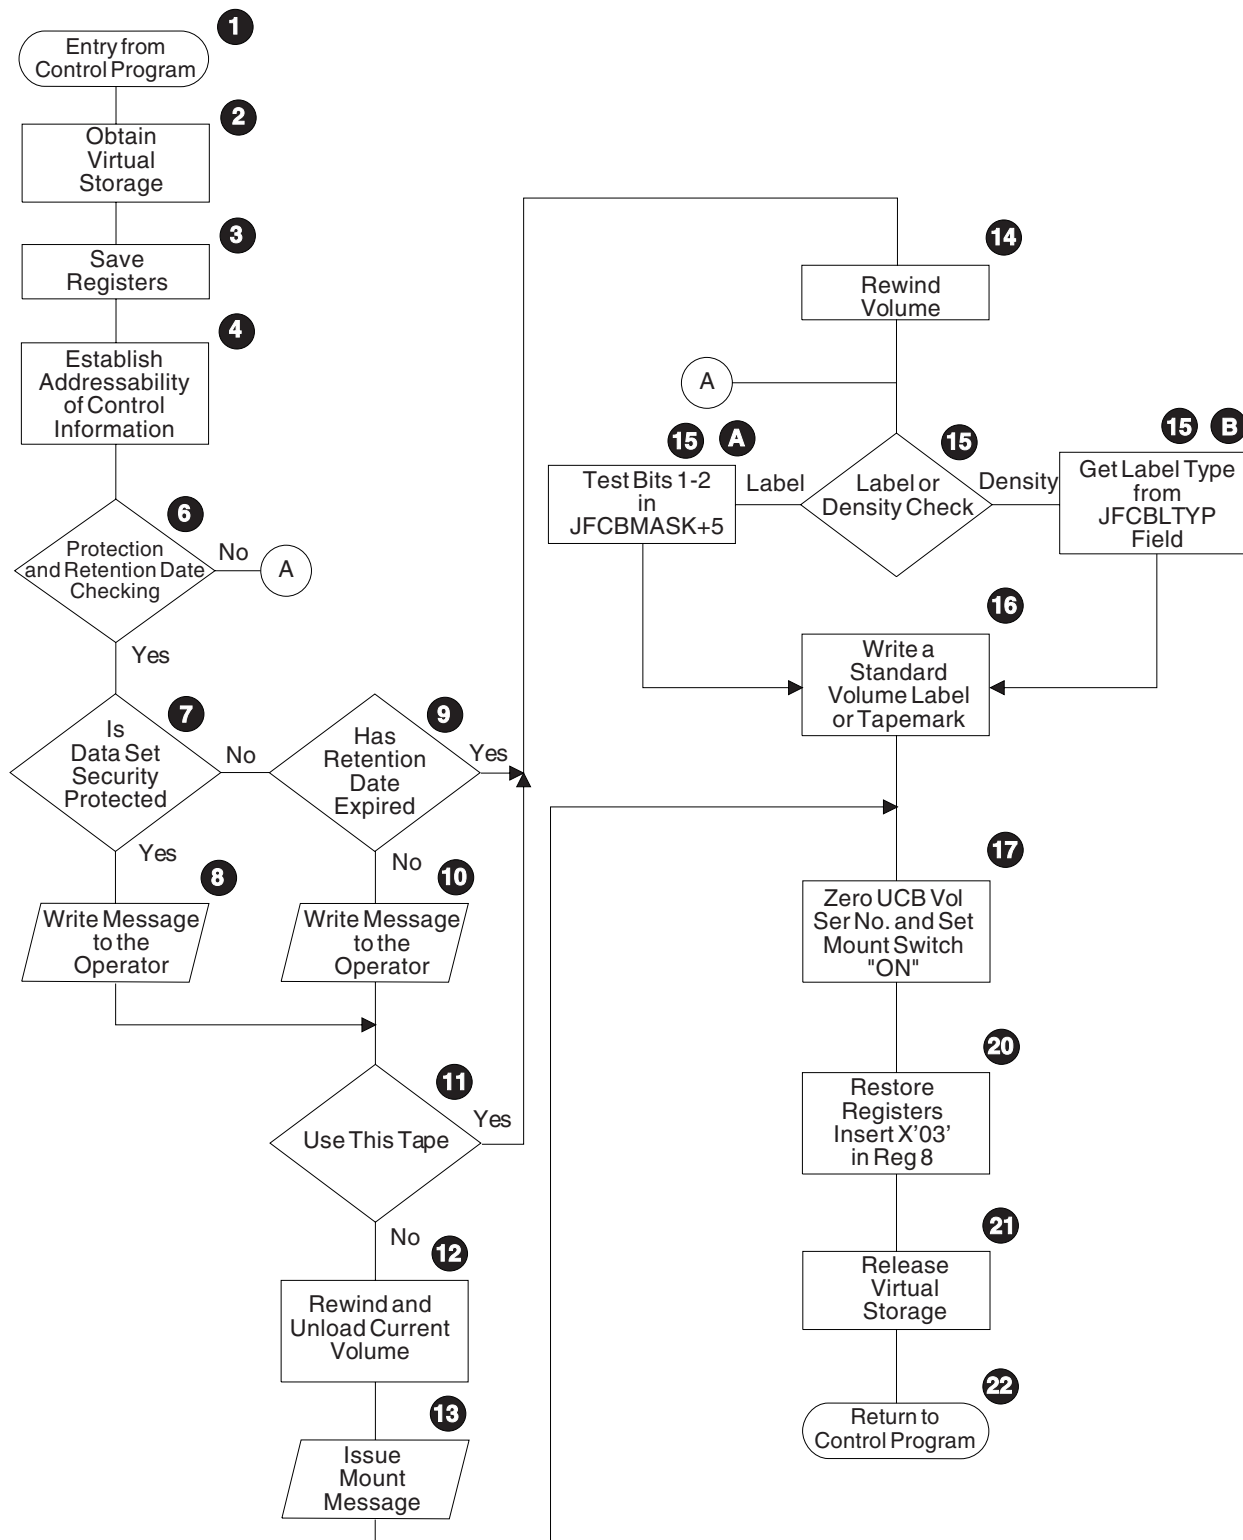 1
Entry from
Control Program
2
Obtain
Virtual
Storage
3
Save
Registers
4
Establish
Addressability
of Control
Information
6
Protection
and Retention Date
Checking
No
A
Yes
7
Is
Data Set
Security
Protected
No
Yes
8
Write Message
to the
Operator
9
Has
Retention
Date
Expired
Yes
No
10
Write Message
to the
Operator
11
Use This Tape
Yes
No
12
Rewind and
Unload Current
Volume
13
Issue
Mount
Message
14
Rewind
Volume
A
15
Label or
Density Check
Label
Density
15 A
Test Bits 1-2
in
JFCBMASK+5
15 B
Get Label Type
from
JFCBLTYP
Field
16
Write a
Standard
Volume Label
or Tapemark
17
Zero UCB Vol
Ser No. and Set
Mount Switch
"ON"
20
Restore
Registers
Insert X'03'
in Reg 8
21
Release
Virtual
Storage
22
Return to
Control Program